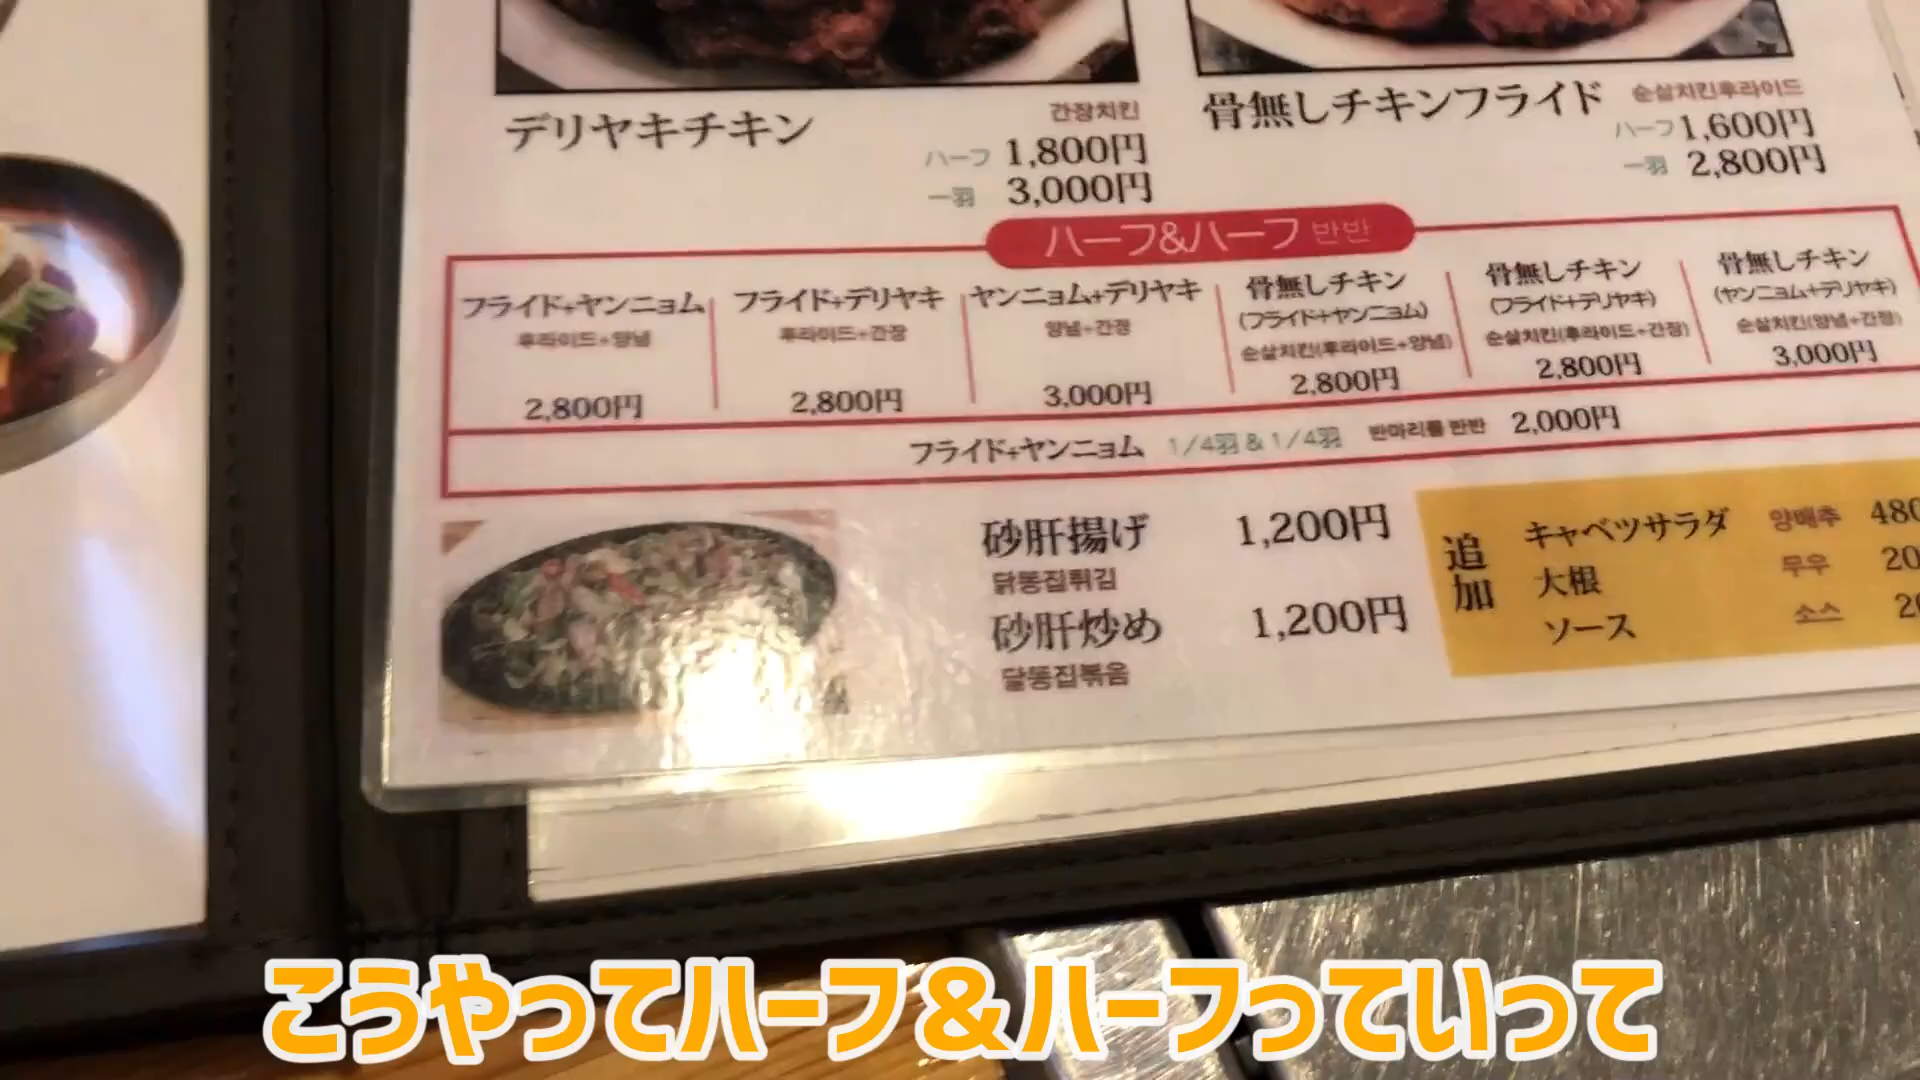 デリヤキチキン
간장치킨
ハーフ 1,800円
一羽 3,000円
骨無しチキンフライド
순살치킨후라이드
ハーフ 1,600円
一羽 2,800円
ハーフ&ハーフ 반반
フライド+ヤンニョム
후라이드+양념
2,800円
フライド+デリヤキ
후라이드+간장
2,800円
ヤンニョム+デリヤキ
양념+간장
3,000円
骨無しチキン
(フライド+ヤンニョム)
순살치킨(후라이드+양념)
2,800円
骨無しチキン
(フライド+デリヤキ)
순살치킨(후라이드+간장)
2,800円
骨無しチキン
(ヤンニョム+デリヤキ)
순살치킨(양념+간장)
3,000円
フライド+ヤンニョム 1/4羽&1/4羽 반마리를 반반 2,000円
砂肝揚げ 1,200円
닭똥집튀김
砂肝炒め 1,200円
닭똥집볶음
追加
キャベツサラダ 양배추 480
大根 무우 20
ソース 소스
こうやってハーフ&ハーフっていって